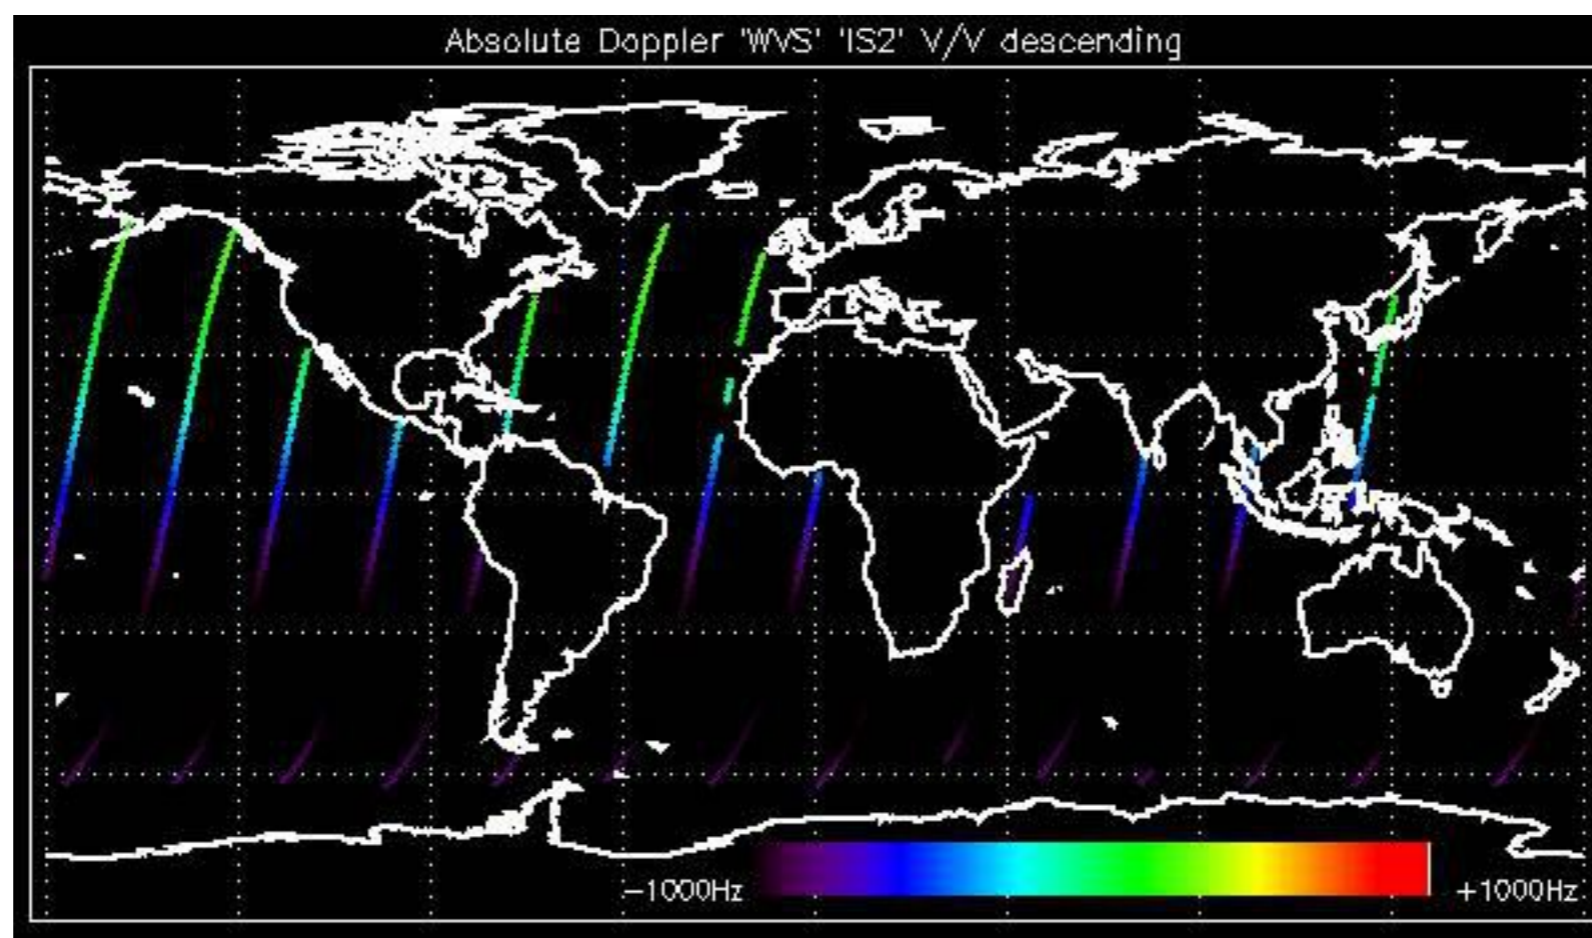 Absolute Doppler 'WVS' 'IS2' V/V descending
−1000Hz
+1000Hz